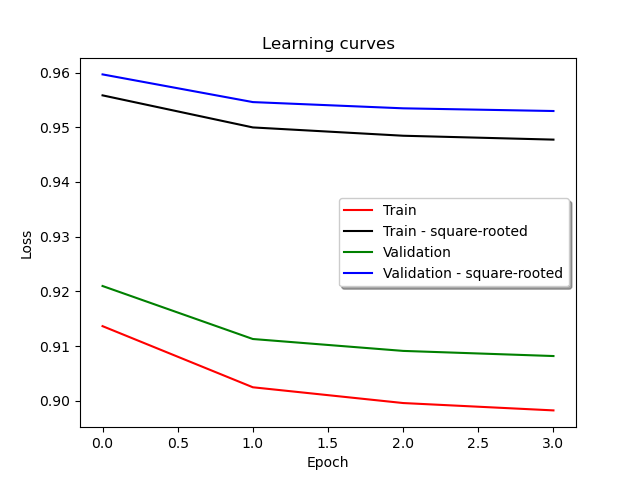 Learning curves
Loss
0.96
0.95
0.94
0.93
0.92
0.91
0.90
Train
Train - square-rooted
Validation
Validation - square-rooted
0.0 0.5 1.0 1.5 2.0 2.5 3.0
Epoch